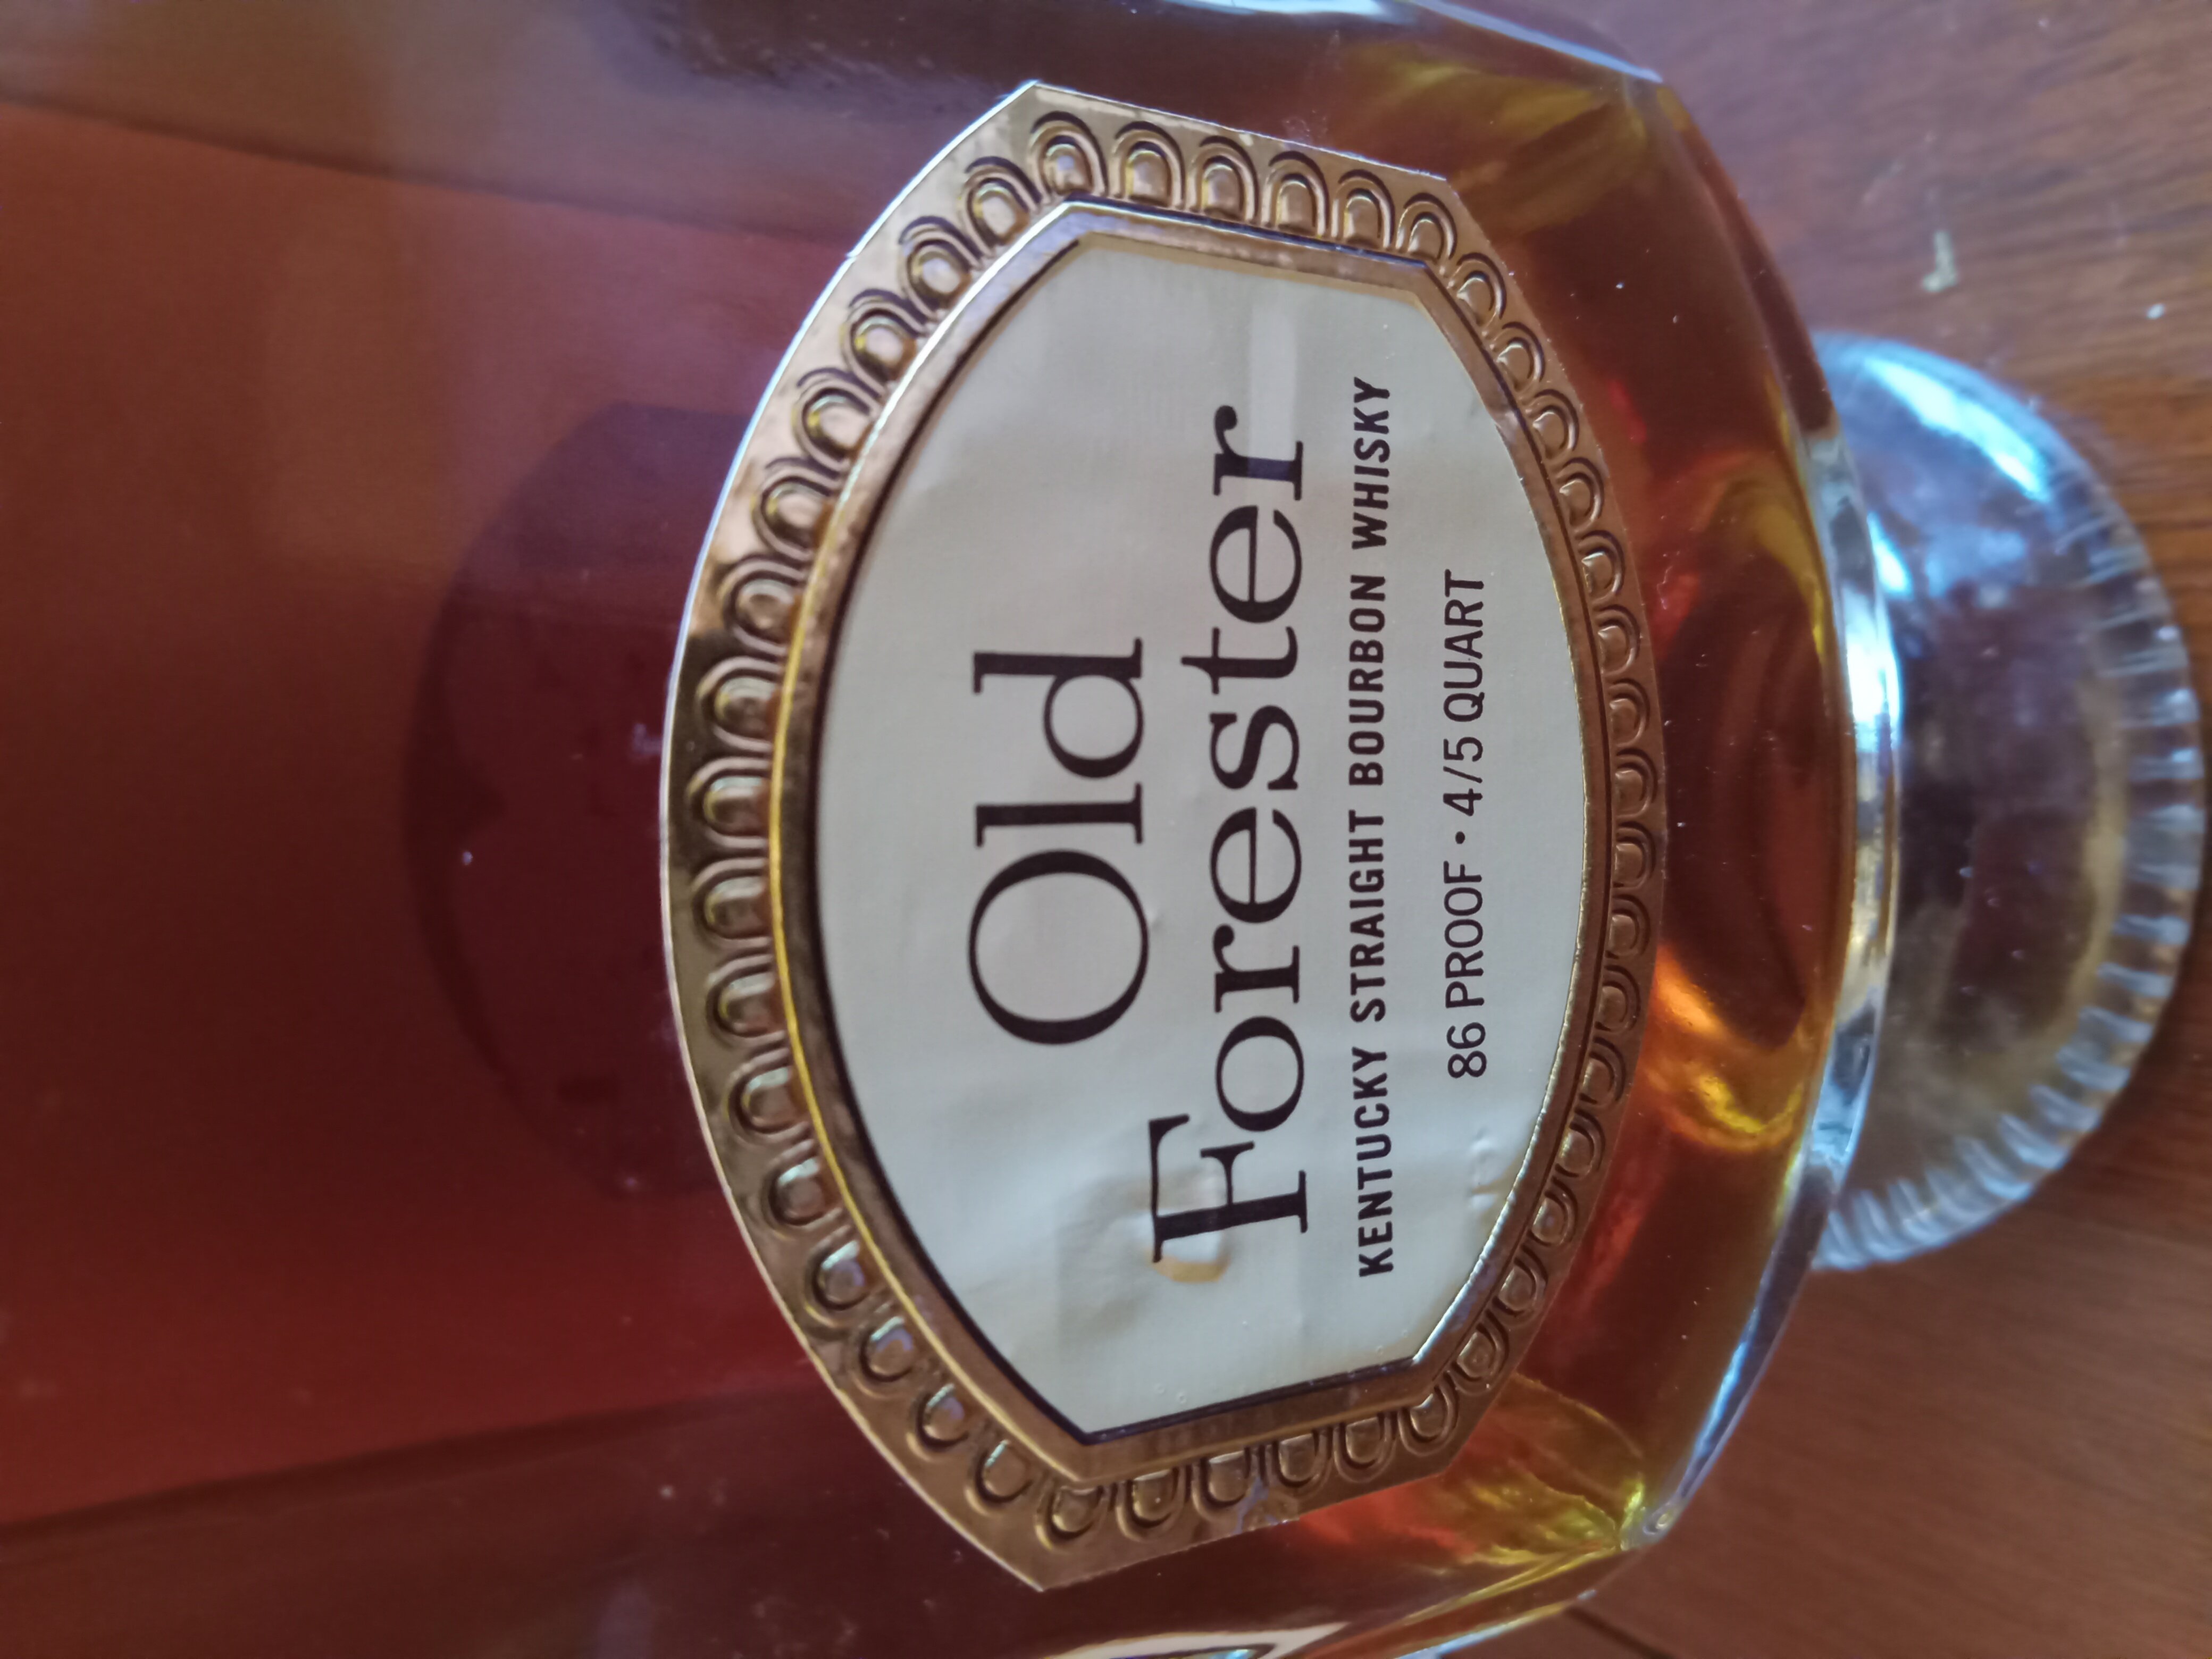 Old
Forester
KENTUCKY STRAIGHT BOURBON WHISKY
86 PROOF • 4/5 QUART